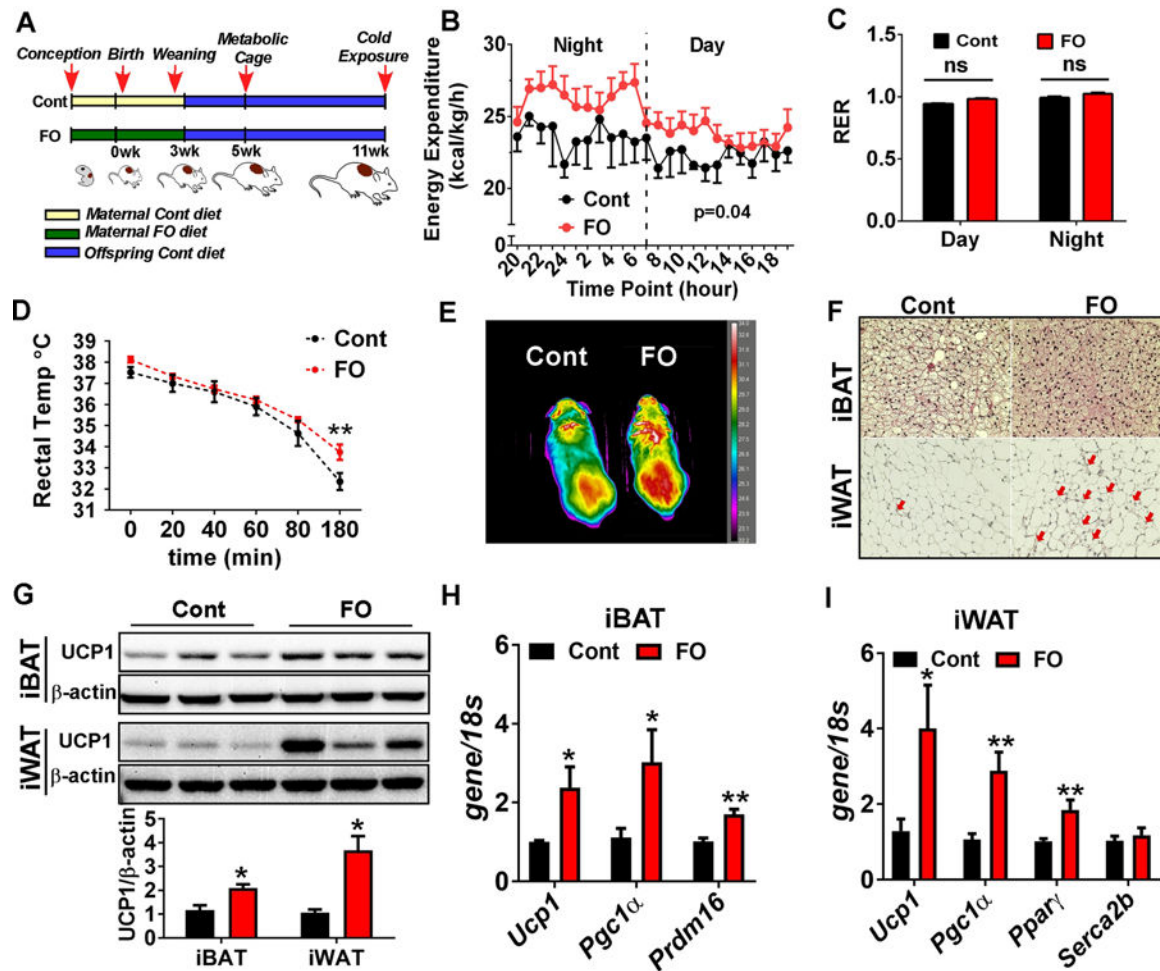 A
Conception Birth Weaning Metabolic Cage Cold Exposure
Cont
FO
0wk 3wk 5wk 11wk
Maternal Cont diet
Maternal FO diet
Offspring Cont diet
B
Energy Expenditure
(kcal/kg/h)
30
25
20
0
Night Day
Cont
FO
p=0.04
20 22 24 2 4 6 8 10 12 14 16 18
Time Point (hour)
C
Cont FO
ns ns
RER
1.5
1.0
0.5
0.0
Day Night
D
Rectal Temp °C
39
38
37
36
35
34
33
32
31
Cont
FO
**
0 20 40 60 80 180
time (min)
E
Cont FO
F
Cont FO
iBAT
iWAT
G
Cont FO
iBAT
UCP1
β-actin
iWAT
UCP1
β-actin
UCP1/β-actin
5
4
3
2
1
0
* *
iBAT iWAT
H
iBAT
Cont FO
gene/18s
6
4
2
0
* * **
Ucp1 Pgc1α Prdm16
I
iWAT
Cont FO
gene/18s
6
4
2
0
* ** **
Ucp1 Pgc1α Pparγ Serca2b